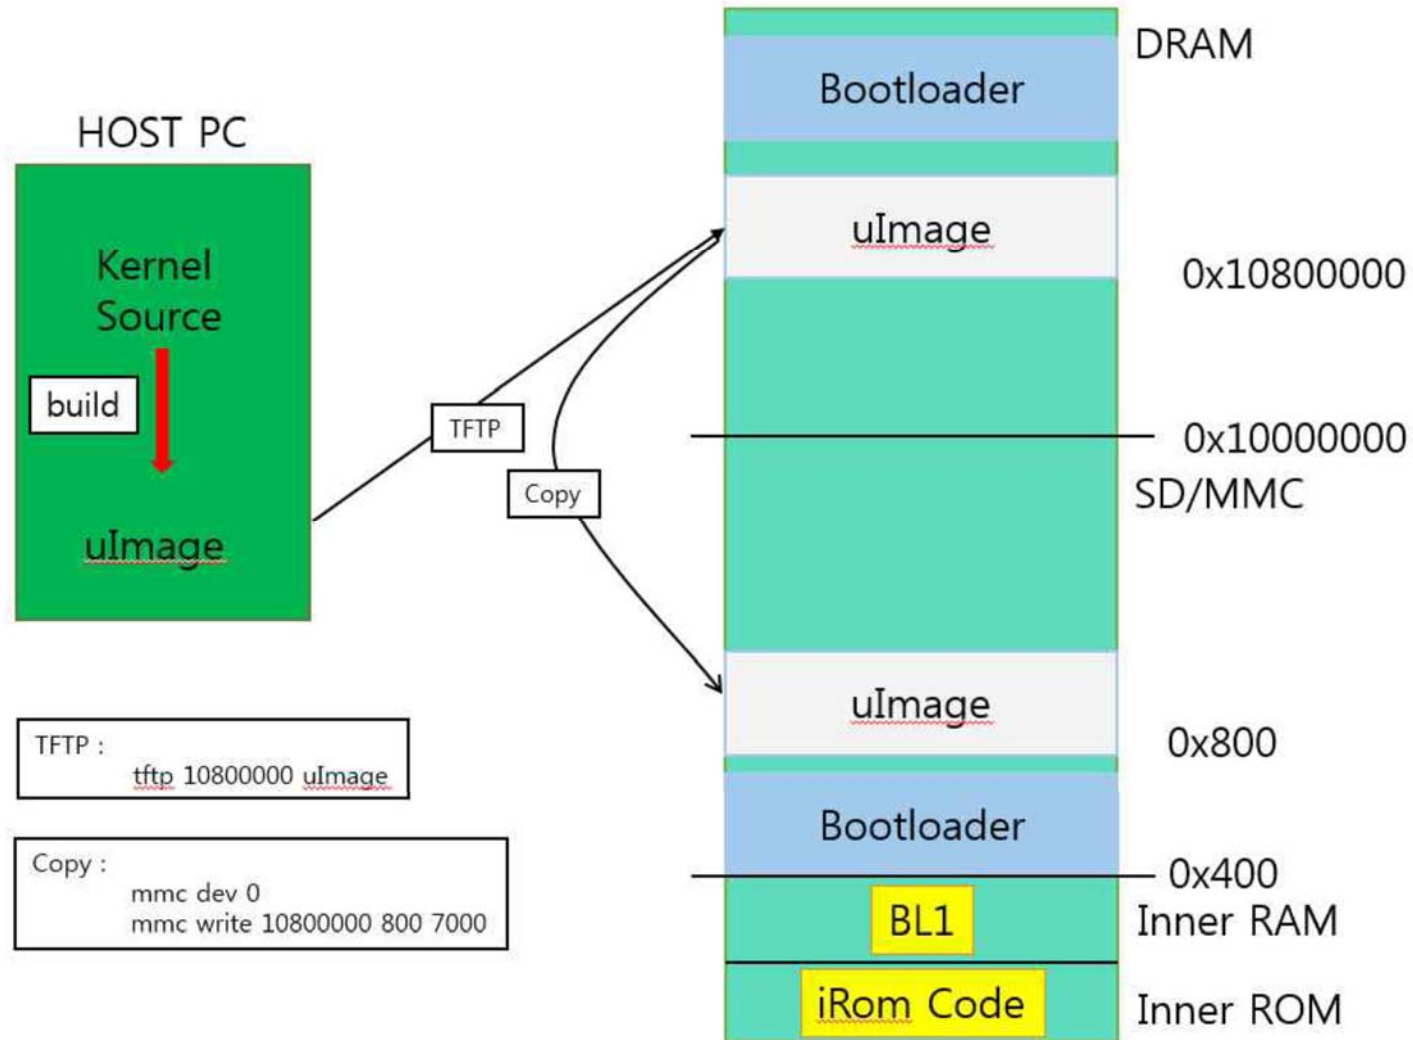 HOST PC
Kernel
Source
build
uImage
TFTP
Copy
TFTP :
tftp 10800000 uImage
Copy :
mmc dev 0
mmc write 10800000 800 7000
DRAM
Bootloader
uImage
0x10800000
0x10000000
SD/MMC
uImage
0x800
Bootloader
0x400
BL1
Inner RAM
iRom Code
Inner ROM